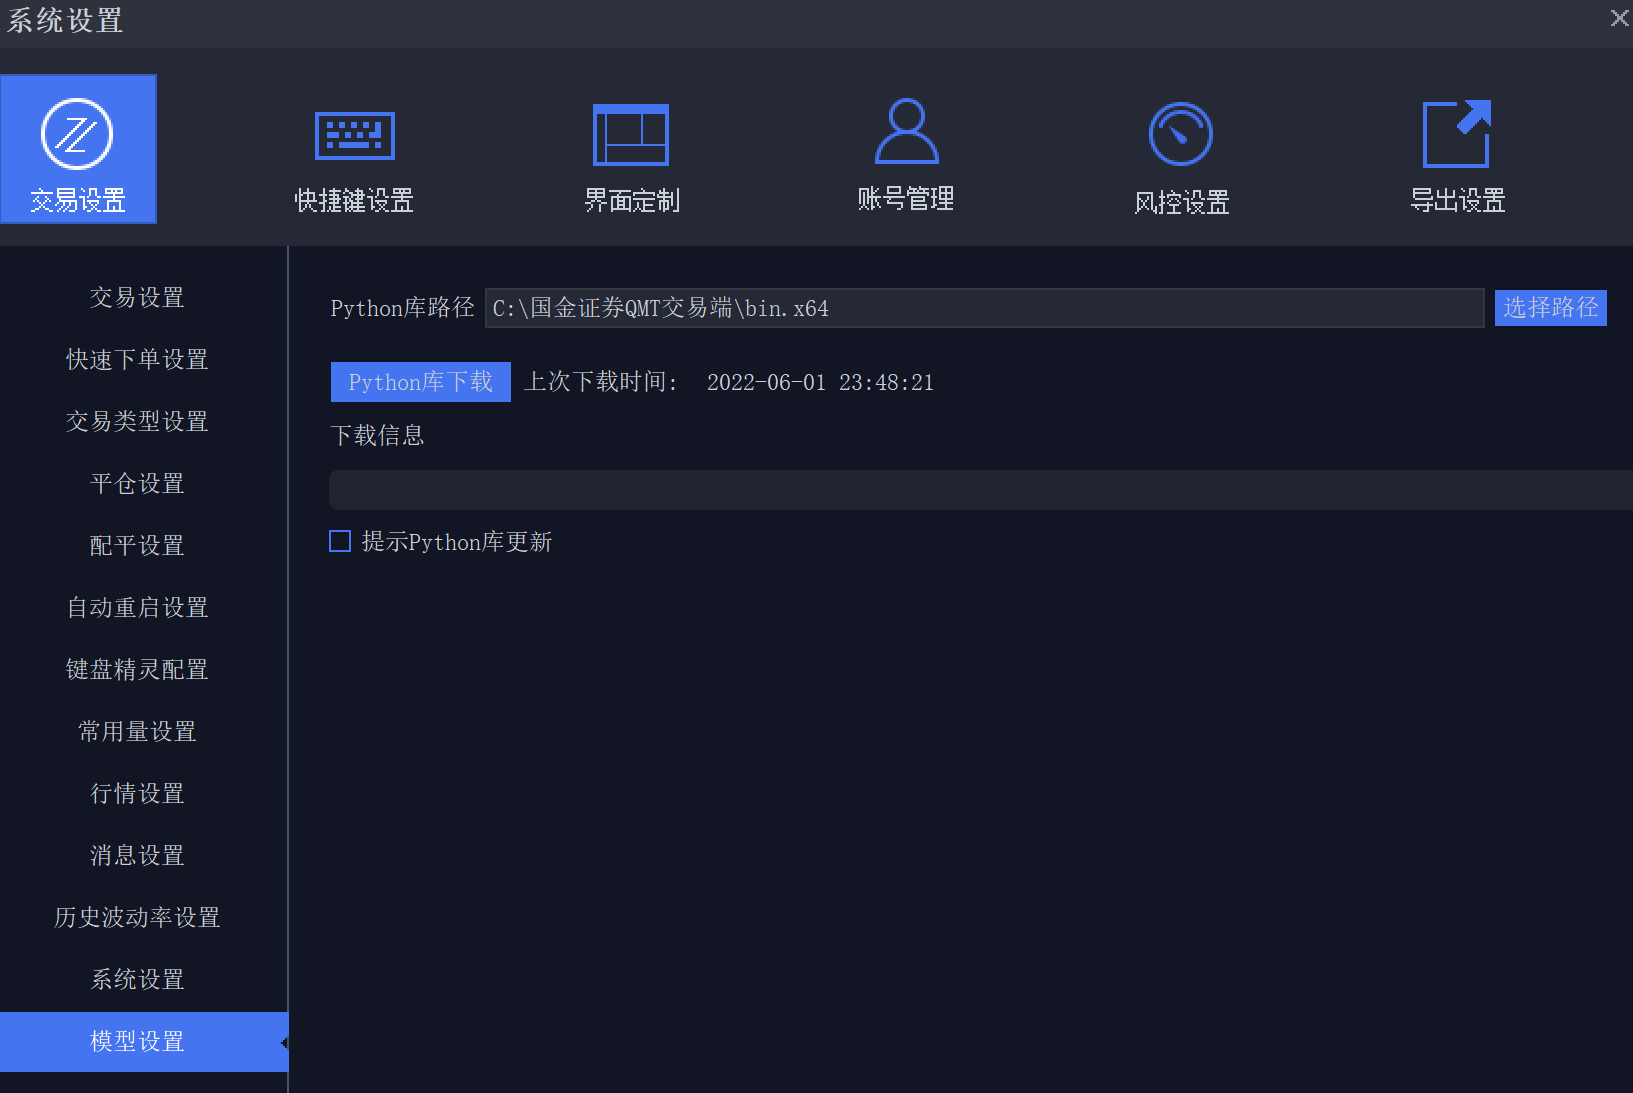 系统设置
交易设置
快捷键设置
界面定制
账号管理
风控设置
导出设置
交易设置
快速下单设置
交易类型设置
平仓设置
配平设置
自动重启设置
键盘精灵配置
常用量设置
行情设置
消息设置
历史波动率设置
系统设置
模型设置
Python库路径 C:\国金证券QMT交易端\bin.x64 选择路径
Python库下载 上次下载时间: 2022-06-01 23:48:21
下载信息
提示Python库更新